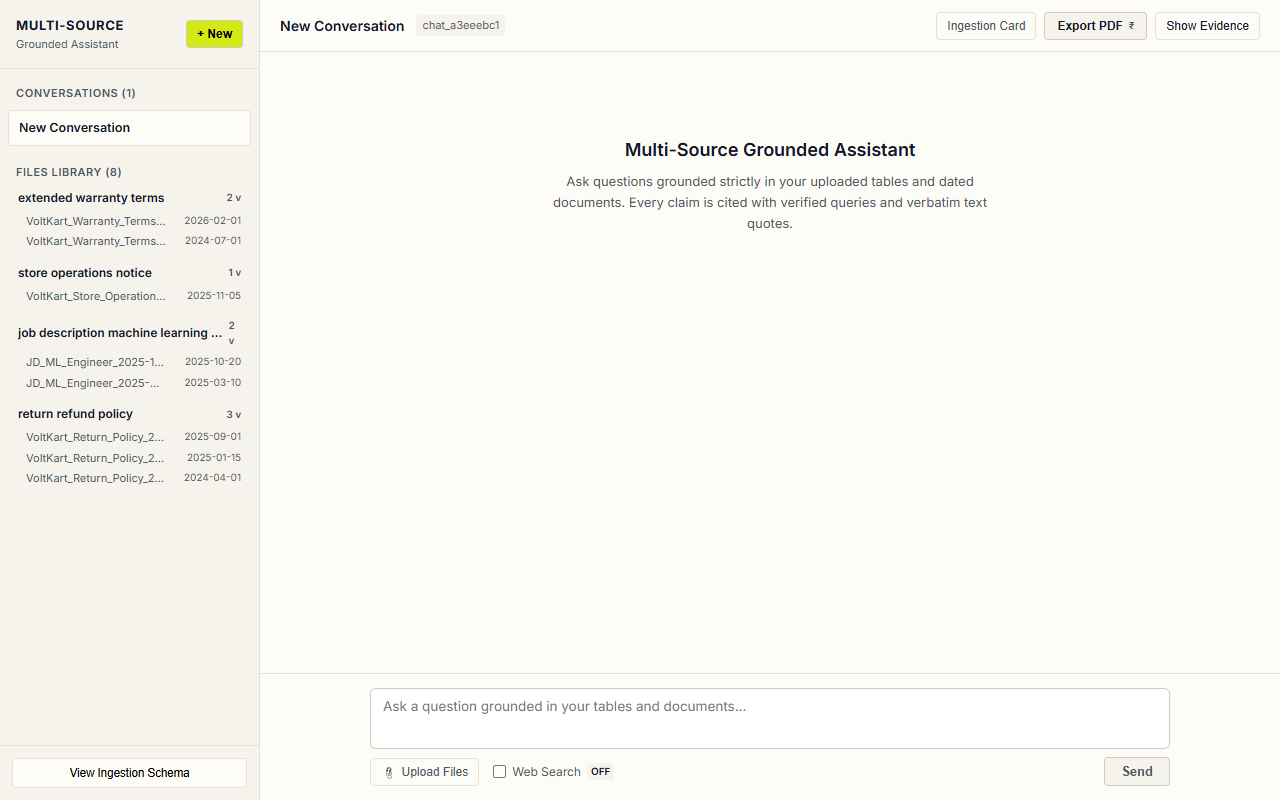 MULTI-SOURCE
Grounded Assistant
+ New
CONVERSATIONS (1)
New Conversation
FILES LIBRARY (8)
extended warranty terms 2 v
VoltKart_Warranty_Terms... 2026-02-01
VoltKart_Warranty_Terms... 2024-07-01
store operations notice 1 v
VoltKart_Store_Operation... 2025-11-05
job description machine learning ... 2 v
JD_ML_Engineer_2025-1... 2025-10-20
JD_ML_Engineer_2025-... 2025-03-10
return refund policy 3 v
VoltKart_Return_Policy_2... 2025-09-01
VoltKart_Return_Policy_2... 2025-01-15
VoltKart_Return_Policy_2... 2024-04-01
View Ingestion Schema
New Conversation chat_a3eeebc1
Ingestion Card
Export PDF ₹
Show Evidence
Multi-Source Grounded Assistant
Ask questions grounded strictly in your uploaded tables and dated
documents. Every claim is cited with verified queries and verbatim text
quotes.
Ask a question grounded in your tables and documents...
Upload Files
Web Search OFF
Send